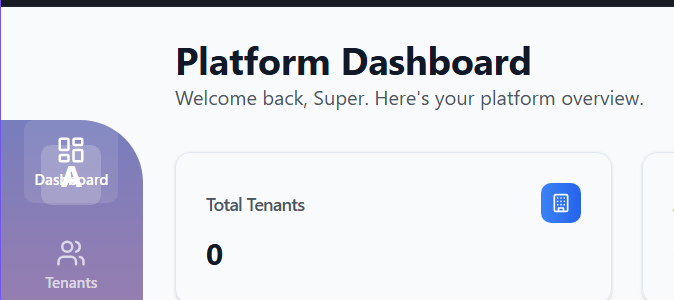 Platform Dashboard
Welcome back, Super. Here's your platform overview.
A
Dashboard
Total Tenants
0
Tenants